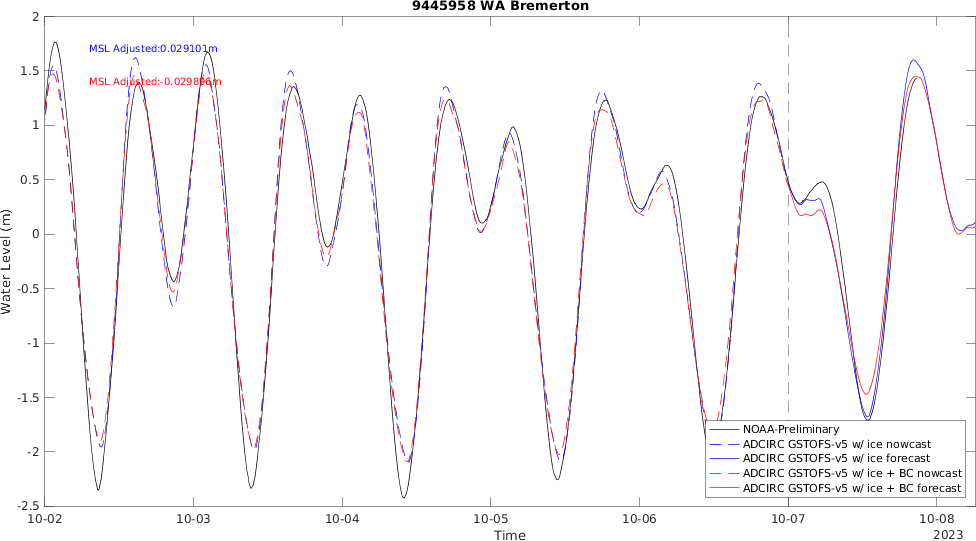 9445958 WA Bremerton
2
1.5
1
0.5
0
-0.5
-1
-1.5
-2
-2.5
Water Level (m)
MSL Adjusted:0.029101m
MSL Adjusted:-0.029896m
NOAA-Preliminary
ADCIRC GSTOFS-v5 w/ ice nowcast
ADCIRC GSTOFS-v5 w/ ice forecast
ADCIRC GSTOFS-v5 w/ ice + BC nowcast
ADCIRC GSTOFS-v5 w/ ice + BC forecast
10-02 10-03 10-04 10-05 10-06 10-07 10-08
Time
2023